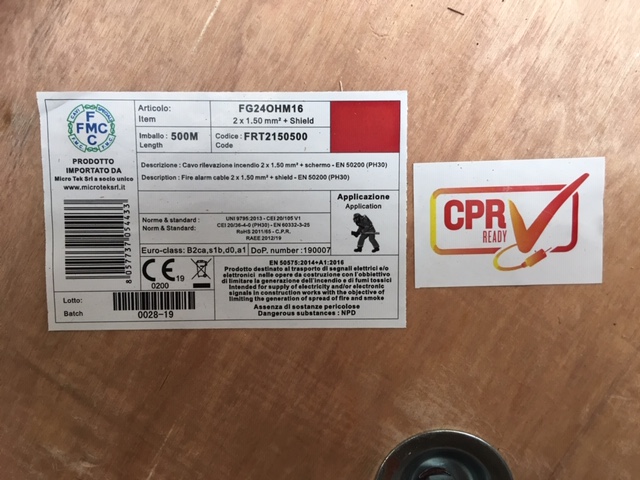 F
FMC
C
PRODOTTO
IMPORTATO DA
Micro Tek Srl a socio unico
www.microteksrl.it
8057737054433
Articolo:
Item
FG24OHM16
2 x 1.50 mm² + Shield
Imballo : 500M
Length
Codice : FRT2150500
Code
Descrizione : Cavo rilevazione incendio 2 x 1.50 mm² + schermo - EN 50200 (PH30)
Description : Fire alarm cable 2 x 1.50 mm² + shield - EN 50200 (PH30)
Norme & standard :
Norms & standard :
UNI 9795:2013 - CEI 20/105 V1
CEI 20/36-4-0 (PH30) - EN 60332-3-25
RoHS 2011/65 - C.P.R.
RAEE 2012/19
Applicazione
Application
Euro-class: B2ca,s1b,d0,a1
DoP. number : 190007
CE 19
0200
EN 50575:2014+A1:2016
Prodotto destinato al trasporto di segnali elettrici e/o
elettronici nelle opere da costruzione con l'obiettivo
di limitare la generazione dell'incendio e di fumi tossici
Intended for supply of electricity and/or electronic
signals in construction works with the objective of
limiting the generation of spread of fire and smoke
Assenza di sostanze pericolose
Dangerous substances : NPD
Lotto:
Batch
0028-19
CPR
READY